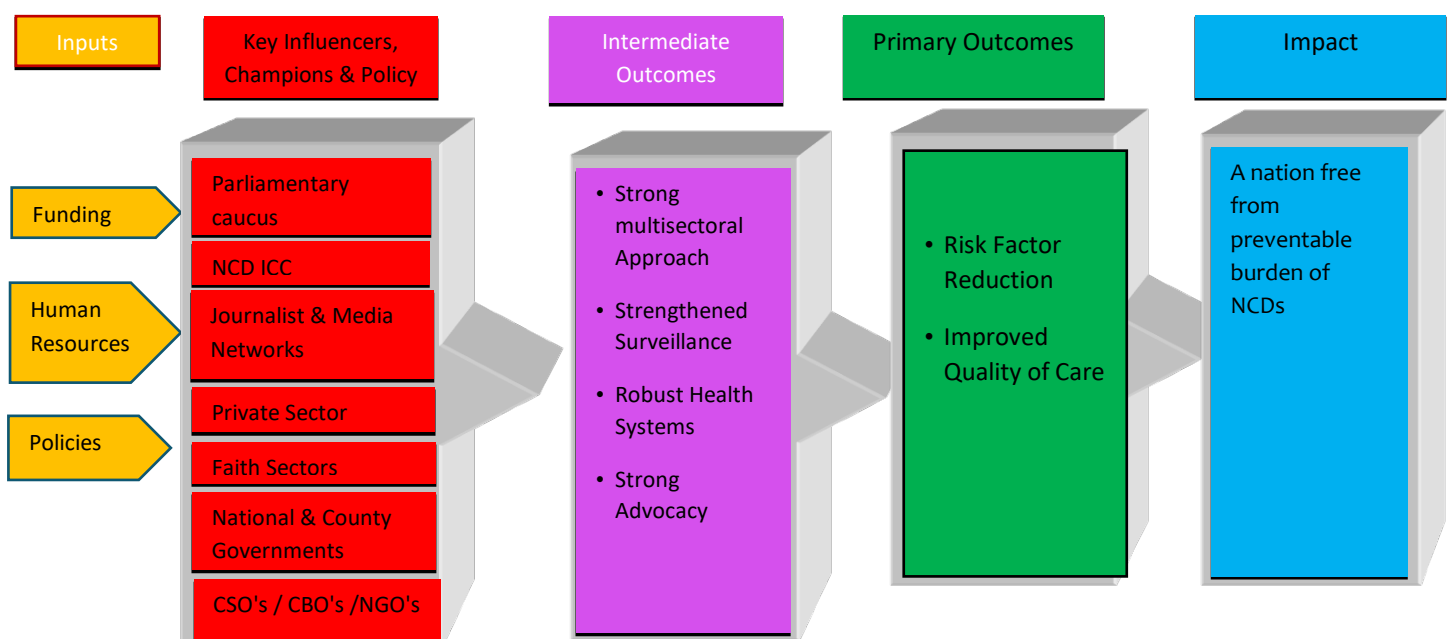 Inputs
Key Influencers,
Champions & Policy
Intermediate
Outcomes
Primary Outcomes
Impact
Funding
Human
Resources
Policies
Parliamentary
caucus
NCD ICC
Journalist & Media
Networks
Private Sector
Faith Sectors
National & County
Governments
CSO's / CBO's /NGO's
• Strong
multisectoral
Approach
• Strengthened
Surveillance
• Robust Health
Systems
• Strong
Advocacy
• Risk Factor
Reduction
• Improved
Quality of Care
A nation free
from
preventable
burden of
NCDs